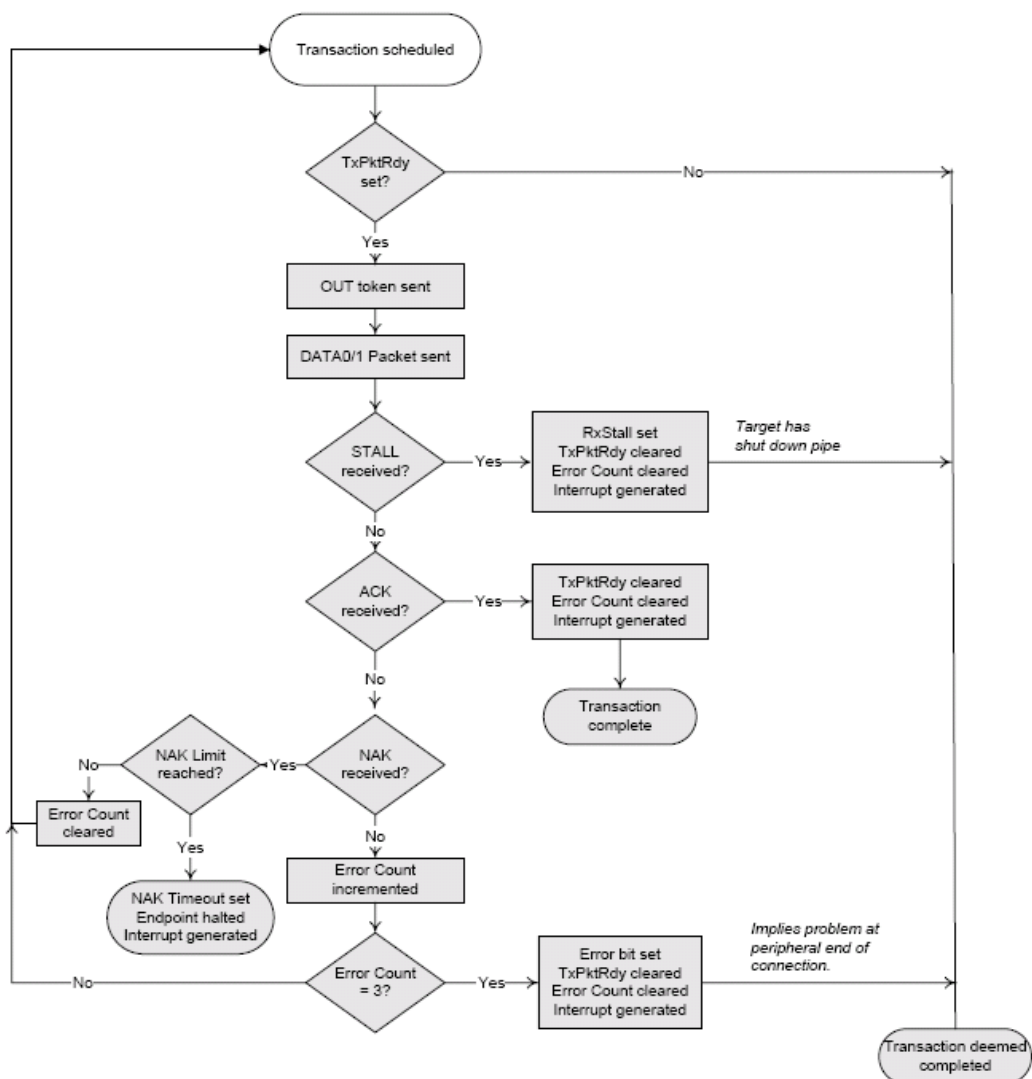 Transaction scheduled
TxPktRdy
set?
No
Yes
OUT token sent
DATA0/1 Packet sent
STALL
received?
Yes
RxStall set
TxPktRdy cleared
Error Count cleared
Interrupt generated
Target has
shut down pipe
No
ACK
received?
Yes
TxPktRdy cleared
Error Count cleared
Interrupt generated
No
Transaction
complete
NAK Limit
reached?
Yes
NAK
received?
No
Error Count
cleared
Yes
No
NAK Timeout set
Endpoint halted
Interrupt generated
Error Count
incremented
Error Count
= 3?
No
Yes
Error bit set
TxPktRdy cleared
Error Count cleared
Interrupt generated
Implies problem at
peripheral end of
connection.
Transaction deemed
completed